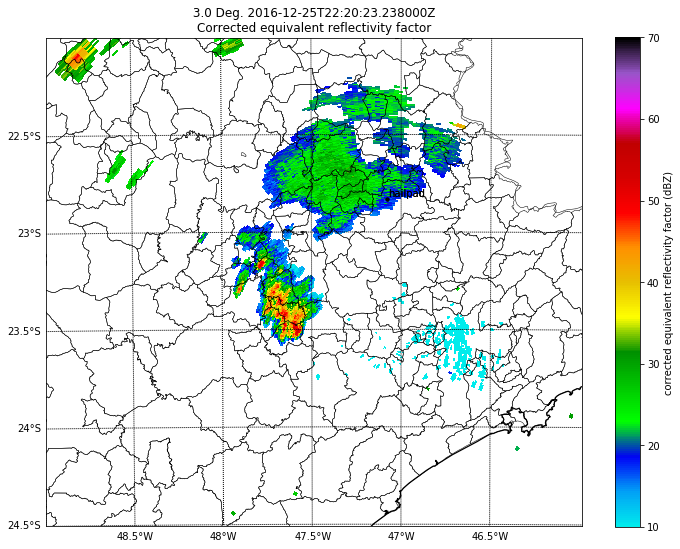 3.0 Deg. 2016-12-25T22:20:23.238000Z
Corrected equivalent reflectivity factor
22.5°S
23°S
23.5°S
24°S
24.5°S
48.5°W
48°W
47.5°W
47°W
46.5°W
70
60
50
40
30
20
10
corrected equivalent reflectivity factor (dBZ)